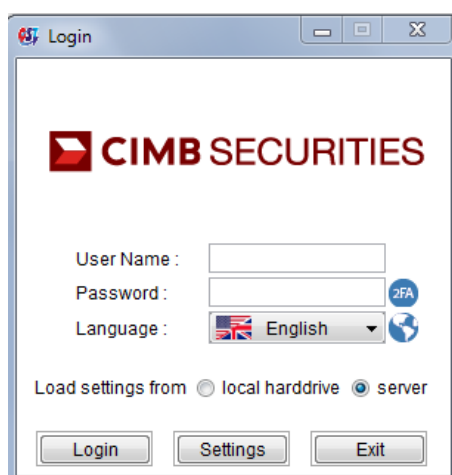 Login
CIMB SECURITIES
User Name :
Password :
2FA
Language : English
Load settings from local harddrive server
Login Settings Exit